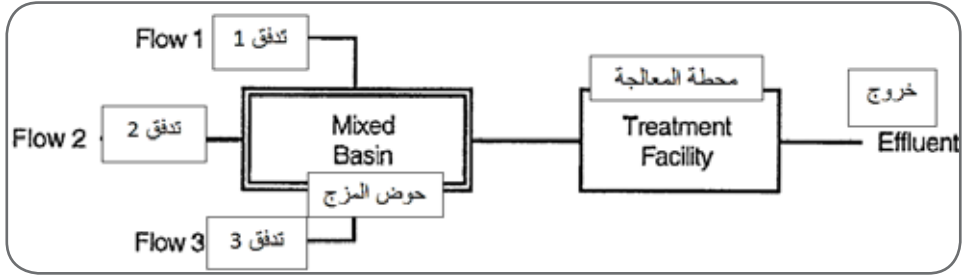 Flow 1
تدفق 1
محطة المعالجة
خروج
Flow 2
تدفق 2
Mixed
Basin
Treatment
Facility
Effluent
حوض المزج
Flow 3
تدفق 3